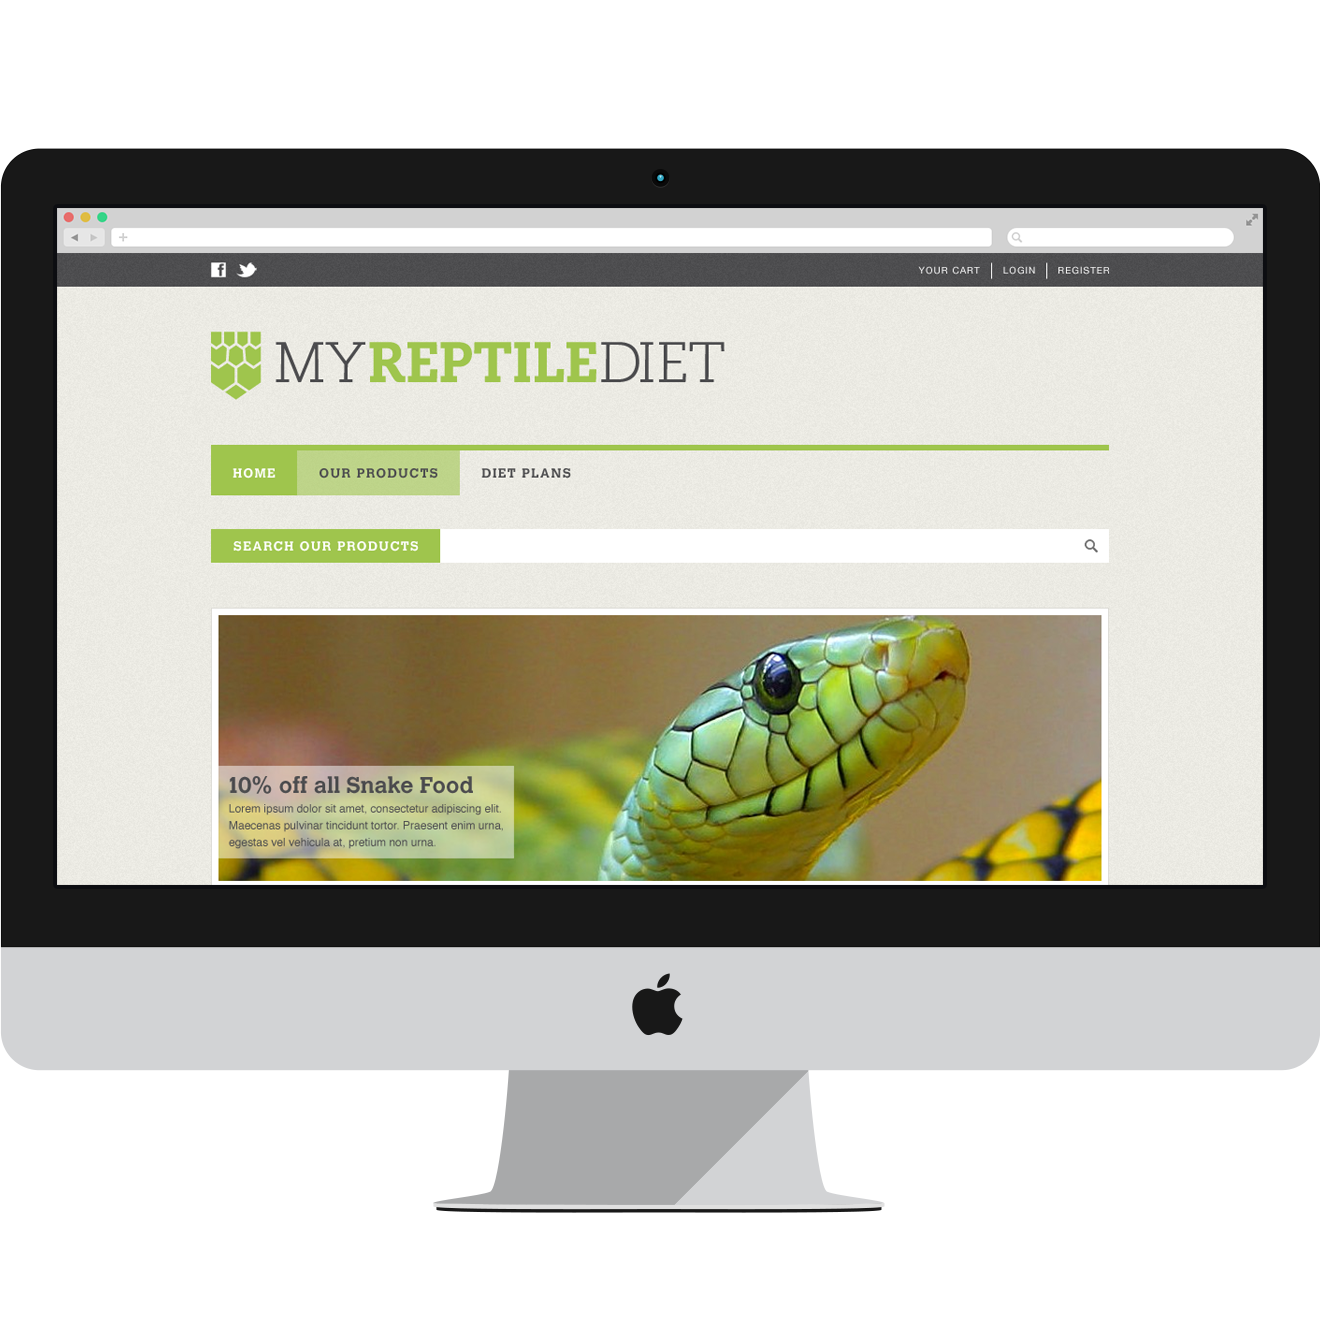 YOUR CART
LOGIN
REGISTER
MYREPTILEDIET
HOME
OUR PRODUCTS
DIET PLANS
SEARCH OUR PRODUCTS
10% off all Snake Food
Lorem ipsum dolor sit amet, consectetur adipiscing elit.
Maecenas pulvinar tincidunt tortor. Praesent enim urna,
egestas vel vehicula at, pretium non urna.